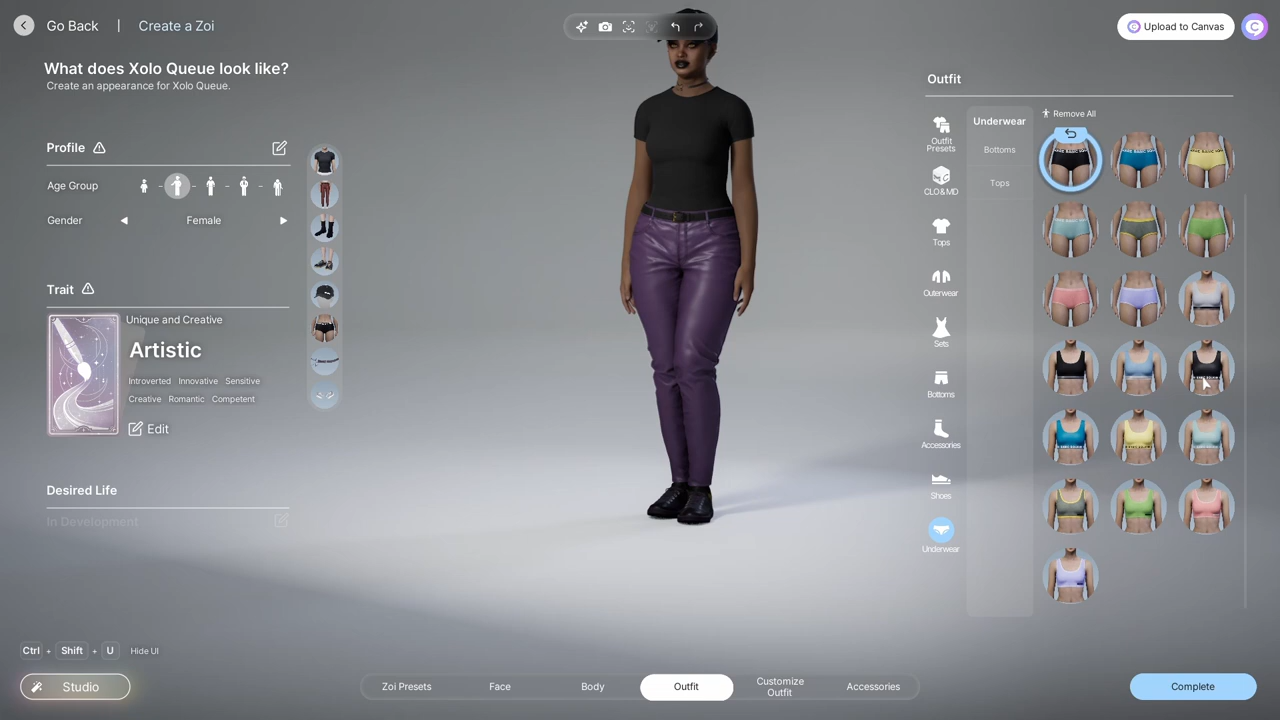 Go Back | Create a Zoi
Upload to Canvas
What does Xolo Queue look like?
Create an appearance for Xolo Queue.
Profile
Age Group
Gender
Female
Trait
Unique and Creative
Artistic
Introverted Innovative Sensitive
Creative Romantic Competent
Edit
Desired Life
In Development
Outfit
Outfit
Presets
CLO & MD
Tops
Outerwear
Sets
Bottoms
Accessories
Shoes
Underwear
Underwear
Bottoms
Tops
Remove All
Ctrl + Shift + U Hide UI
Studio
Zoi Presets
Face
Body
Outfit
Customize
Outfit
Accessories
Complete